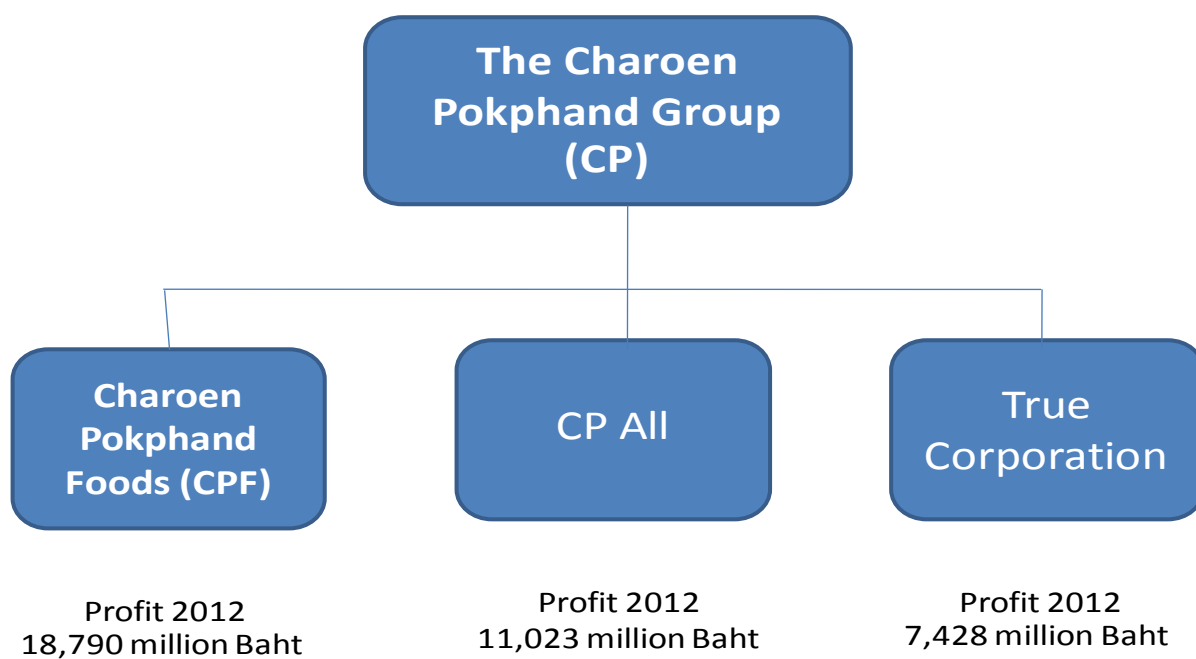 The Charoen
Pokphand Group
(CP)
Charoen
Pokphand
Foods (CPF)
CP All
True
Corporation
Profit 2012
18,790 million Baht
Profit 2012
11,023 million Baht
Profit 2012
7,428 million Baht